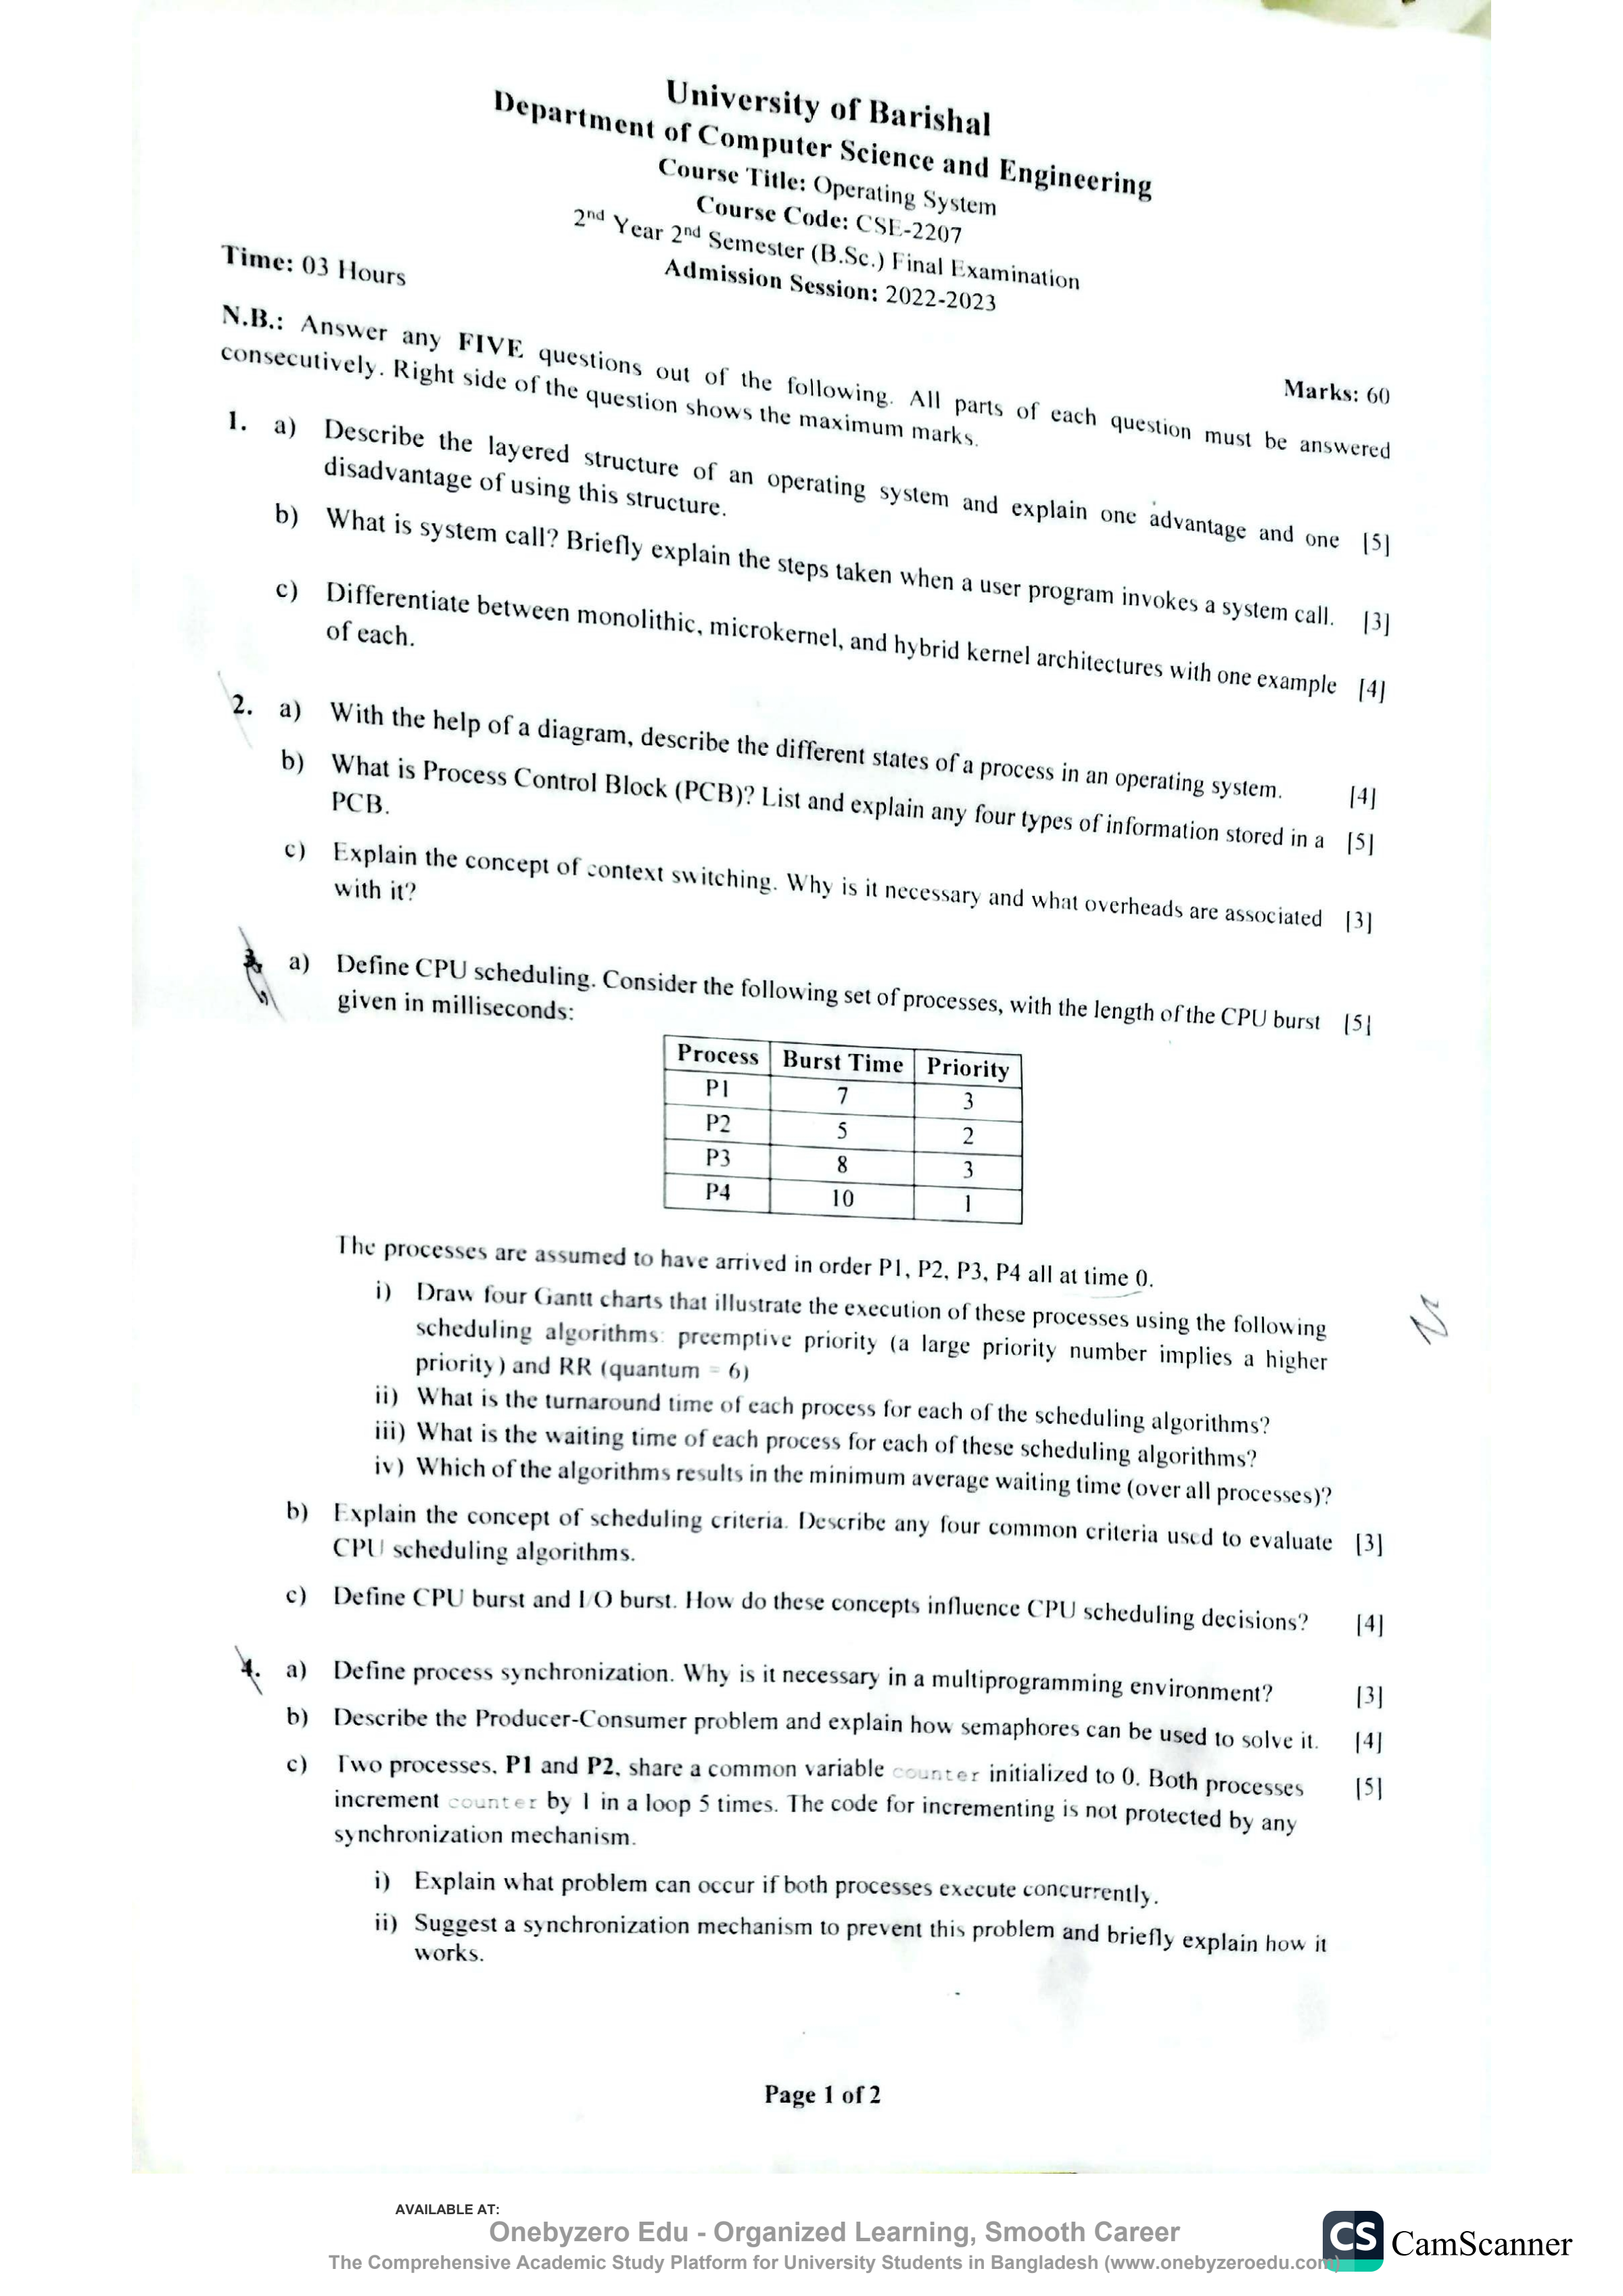 University of Barishal
Department of Computer Science and Engineering
Course Title: Operating System
Course Code: CSE-2207
2nd Year 2nd Semester (B.Sc.) Final Examination
Admission Session: 2022-2023
Time: 03 Hours
Marks: 60
N.B.: Answer any FIVE questions out of the following. All parts of each question must be answered
consecutively. Right side of the question shows the maximum marks.
1. a) Describe the layered structure of an operating system and explain one advantage and one [5]
disadvantage of using this structure.
b) What is system call? Briefly explain the steps taken when a user program invokes a system call. [3]
c) Differentiate between monolithic, microkernel, and hybrid kernel architectures with one example [4]
of each.
2. a) With the help of a diagram, describe the different states of a process in an operating system. [4]
b) What is Process Control Block (PCB)? List and explain any four types of information stored in a [5]
PCB.
c) Explain the concept of context switching. Why is it necessary and what overheads are associated [3]
with it?
3. a) Define CPU scheduling. Consider the following set of processes, with the length of the CPU burst [5]
given in milliseconds:
Process Burst Time Priority
P1 7 3
P2 5 2
P3 8 3
P4 10 1
The processes are assumed to have arrived in order P1, P2, P3, P4 all at time 0.
i) Draw four Gantt charts that illustrate the execution of these processes using the following
scheduling algorithms: preemptive priority (a large priority number implies a higher
priority) and RR (quantum = 6)
ii) What is the turnaround time of each process for each of the scheduling algorithms?
iii) What is the waiting time of each process for each of these scheduling algorithms?
iv) Which of the algorithms results in the minimum average waiting time (over all processes)?
b) Explain the concept of scheduling criteria. Describe any four common criteria used to evaluate [3]
CPU scheduling algorithms.
c) Define CPU burst and I/O burst. How do these concepts influence CPU scheduling decisions? [4]
4. a) Define process synchronization. Why is it necessary in a multiprogramming environment? [3]
b) Describe the Producer-Consumer problem and explain how semaphores can be used to solve it. [4]
c) Two processes, P1 and P2, share a common variable counter initialized to 0. Both processes [5]
increment counter by 1 in a loop 5 times. The code for incrementing is not protected by any
synchronization mechanism.
i) Explain what problem can occur if both processes execute concurrently.
ii) Suggest a synchronization mechanism to prevent this problem and briefly explain how it
works.
Page 1 of 2
AVAILABLE AT:
Onebyzero Edu - Organized Learning, Smooth Career
The Comprehensive Academic Study Platform for University Students in Bangladesh (www.onebyzeroedu.com)
CS CamScanner